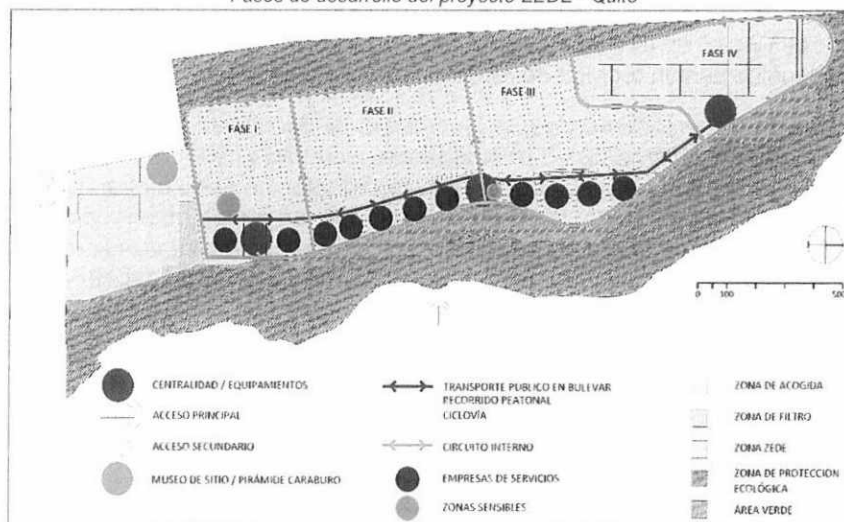 Fases de desarrollo del proyecto ZEDE - Quito
FASE I
FASE II
FASE III
FASE IV
0 100 500
CENTRALIDAD / EQUIPAMIENTOS
ACCESO PRINCIPAL
ACCESO SECUNDARIO
MUSEO DE SITIO / PIRÁMIDE CARABURO
TRANSPORTE PUBLICO EN BULEVAR
RECORRIDO PEATONAL
CICLOVÍA
CIRCUITO INTERNO
EMPRESAS DE SERVICIOS
ZONAS SENSIBLES
ZONA DE ACOGIDA
ZONA DE FILTRO
ZONA ZEDE
ZONA DE PROTECCION
ECOLÓGICA
ÁREA VERDE